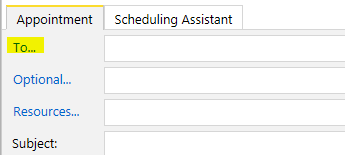 Appointment Scheduling Assistant
To...
Optional...
Resources...
Subject: